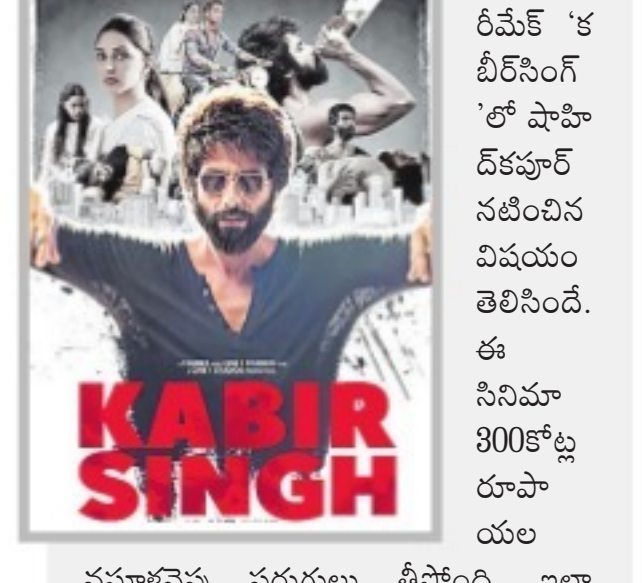 రీమేక్ ‘క
బీర్‌సింగ్
’లో షాహి
ద్‌కపూర్
నటించిన
విషయం
తెలిసిందే.
ఈ
సినిమా
300కోట్ల
రూపా
యల
KABIR
SINGH